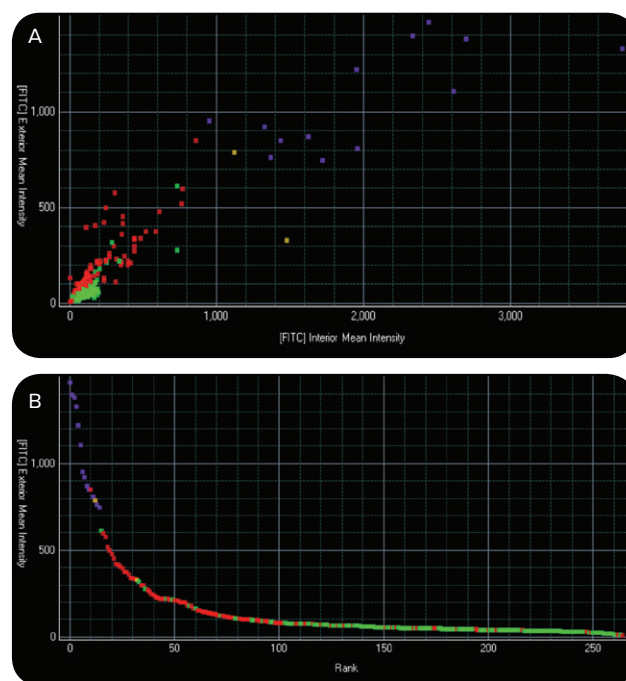 A
[FITC] Exterior Mean Intensity
1,000
500
0
0
1,000
2,000
3,000
[FITC] Interior Mean Intensity
B
[FITC] Exterior Mean Intensity
1,000
500
0
0
50
100
150
200
250
Rank